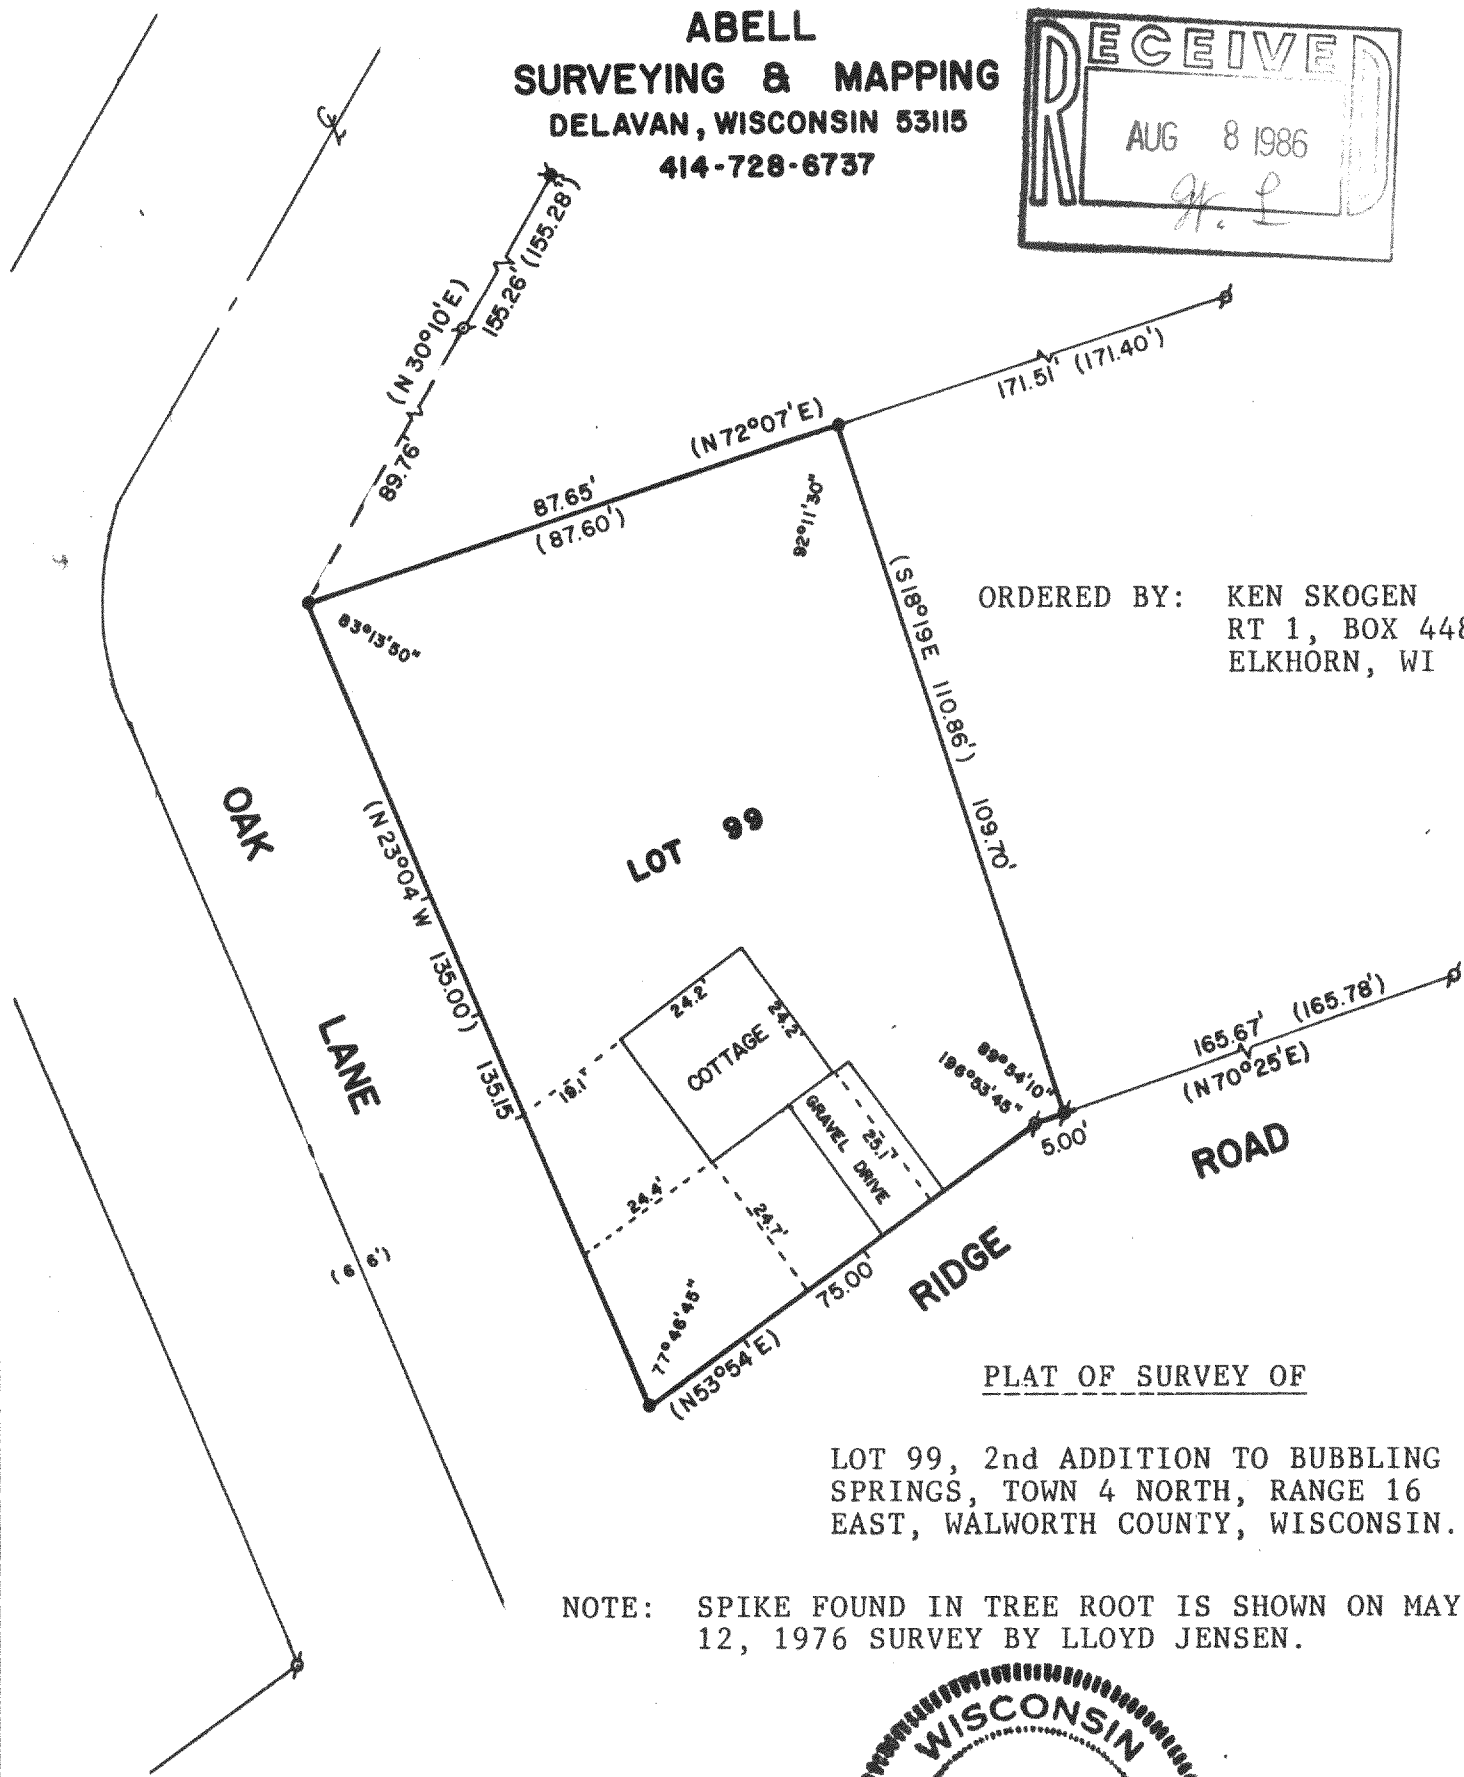 ABELL
SURVEYING & MAPPING
DELAVAN, WISCONSIN 53115
414-728-6737
RECEIVED
AUG 8 1986
(N 30°10'E)
155.26' (155.28')
89.76'
(N 72°07'E)
171.51' (171.40')
87.65'
(87.60')
92°11'30"
83°13'50"
(S18°19E 110.86') 109.70'
ORDERED BY: KEN SKOGEN
RT 1, BOX 448
ELKHORN, WI
OAK
LANE
(N 23°04'W 135.00') 135.15'
LOT 99
24.2'
24.2'
COTTAGE
19.1'
GRAVEL DRIVE
25.1'
24.4'
24.7'
89°54'10"
196°53'45"
5.00'
165.67' (165.78')
(N 70°25'E)
ROAD
RIDGE
75.00'
77°46'45"
(N53°54'E)
(66')
PLAT OF SURVEY OF
LOT 99, 2nd ADDITION TO BUBBLING
SPRINGS, TOWN 4 NORTH, RANGE 16
EAST, WALWORTH COUNTY, WISCONSIN.
NOTE: SPIKE FOUND IN TREE ROOT IS SHOWN ON MAY
12, 1976 SURVEY BY LLOYD JENSEN.
WISCONSIN